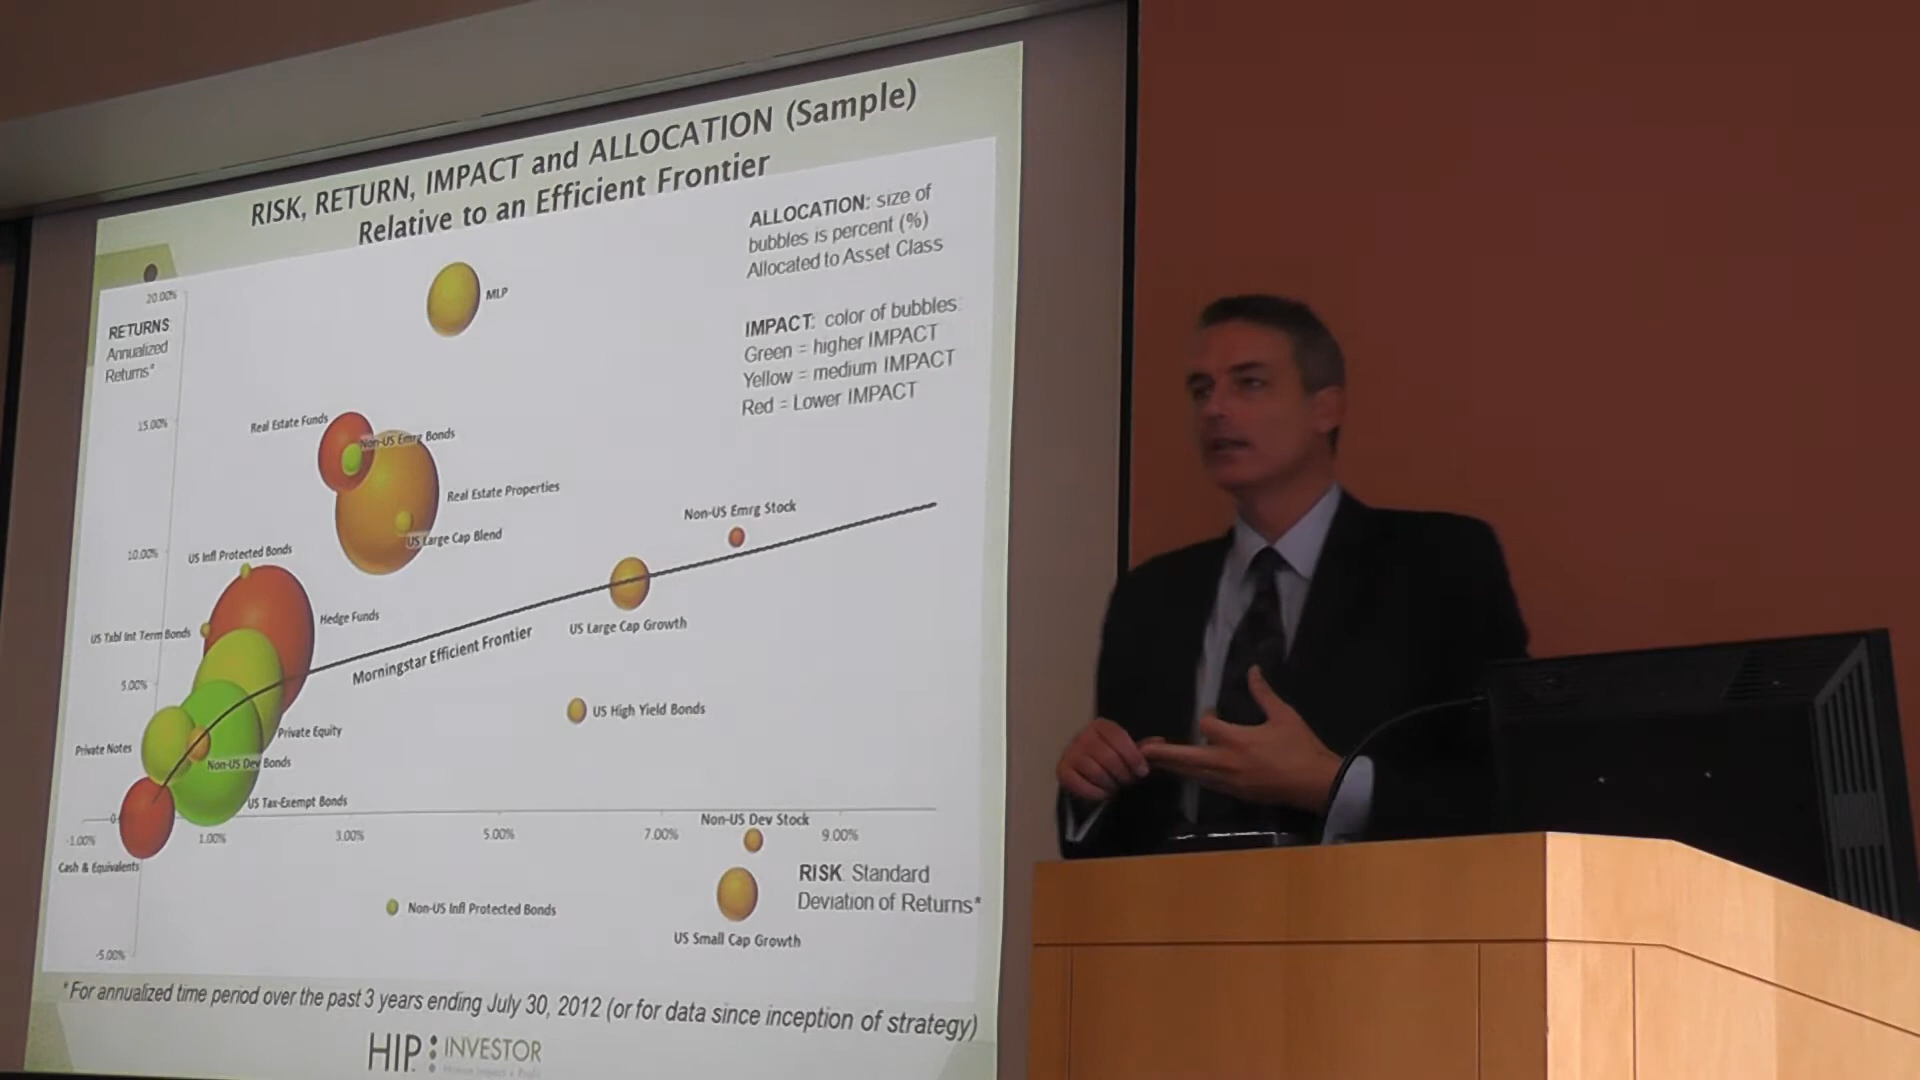 RISK, RETURN, IMPACT and ALLOCATION (Sample)
Relative to an Efficient Frontier
ALLOCATION: size of
bubbles is percent (%)
Allocated to Asset Class
IMPACT: color of bubbles
Green = higher IMPACT
Yellow = medium IMPACT
Red = Lower IMPACT
20.00%
RETURNS
Annualized
Returns*
MLP
15.00%
Real Estate Funds
Non-US Emrg Bonds
Real Estate Properties
US Large Cap Blend
Non-US Emrg Stock
10.00%
US Infl Protected Bonds
Hedge Funds
US Large Cap Growth
US Txbl Int Term Bonds
Morningstar Efficient Frontier
5.00%
US High Yield Bonds
Private Equity
Private Notes
Non-US Dev Bonds
US Tax-Exempt Bonds
0
-1.00%
1.00%
3.00%
5.00%
7.00%
9.00%
Non-US Dev Stock
Cash & Equivalents
RISK Standard
Deviation of Returns*
Non-US Infl Protected Bonds
US Small Cap Growth
-5.00%
*For annualized time period over the past 3 years ending July 30, 2012 (or for data since inception of strategy)
HIP: INVESTOR